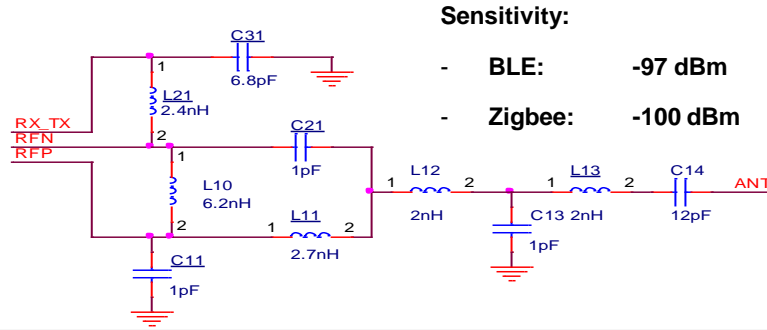 Sensitivity:
- BLE: -97 dBm
- Zigbee: -100 dBm
C31
1
6.8pF
L21
2.4nH
2
RX_TX
RFN
RFP
C21
1pF
1
L10
6.2nH
2
1 L11 2
2.7nH
C11
1pF
1 L12 2
2nH
C13
1pF
1 L13 2
2nH
C14
12pF
ANT